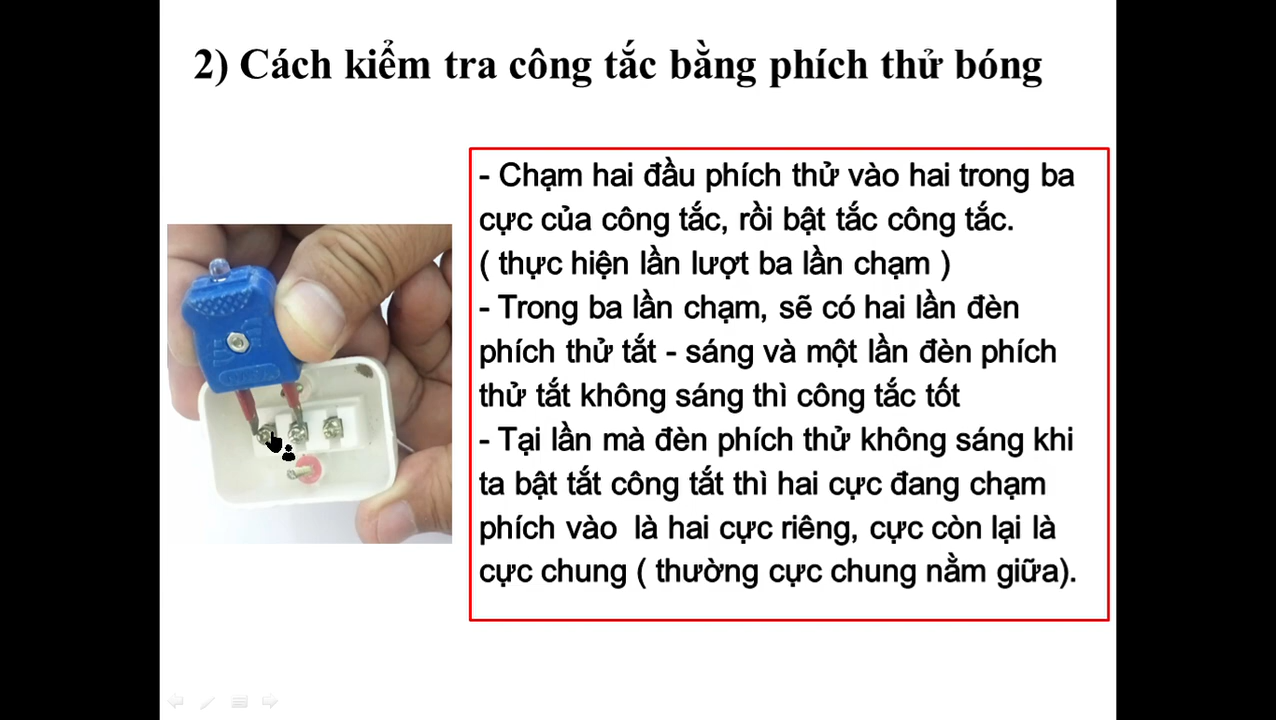 2) Cách kiểm tra công tắc bằng phích thử bóng
- Chạm hai đầu phích thử vào hai trong ba
cực của công tắc, rồi bật tắc công tắc.
( thực hiện lần lượt ba lần chạm )
- Trong ba lần chạm, sẽ có hai lần đèn
phích thử tắt - sáng và một lần đèn phích
thử tắt không sáng thì công tắc tốt
- Tại lần mà đèn phích thử không sáng khi
ta bật tắt công tắt thì hai cực đang chạm
phích vào là hai cực riêng, cực còn lại là
cực chung ( thường cực chung nằm giữa).